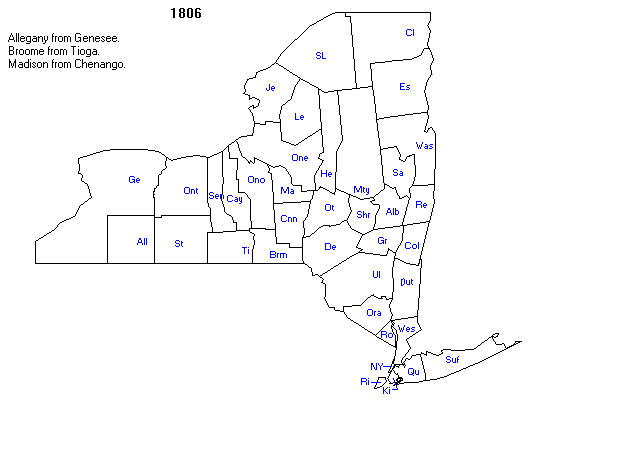 1806
Allegany from Genesee.
Broome from Tioga.
Madison from Chenango.
Cl
SL
Es
Je
Le
Was
One
He
Sa
Ge
Ont
Sen
Cay
Ono
Ma
Mty
Ot
Shr
Alb
Re
Cnn
All
St
Ti
Brm
De
Gr
Col
Ul
Dut
Ora
Ro
Wes
NY
Qu
Suf
Ri
Ki